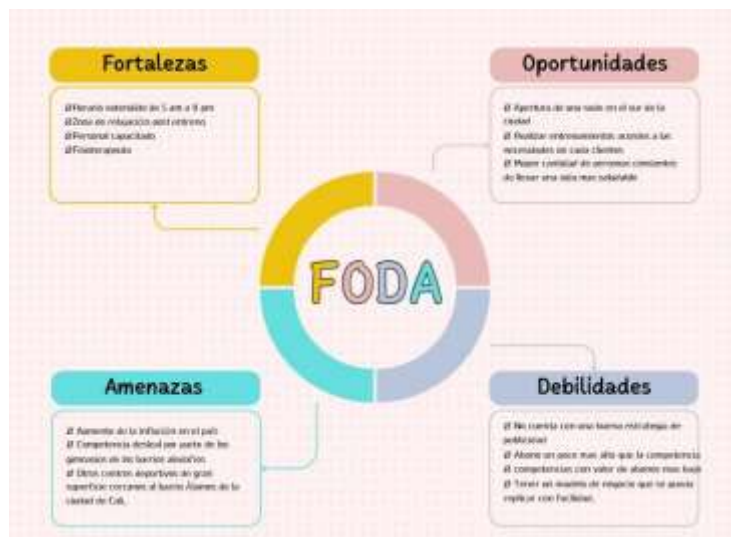 Fortalezas
Ø Horario extendido de 5 am a 9 pm
Ø Zona de relajación post entreno
Ø Personal capacitado
Ø Fisioterapeuta
Oportunidades
Ø Apertura de una sede en el sur de la
ciudad
Ø Realizar entrenamientos acordes a las
necesidades de cada clientes
Ø Mayor cantidad de personas conscientes
de llevar una vida mas saludable
FODA
Amenazas
Ø Aumento de la inflación en el país
Ø Competencia desleal por parte de los
gimnasios de los barrios aledaños
Ø Otros centros deportivos de gran
superficie cercanos al barrio Álamos de la
ciudad de Cali.
Debilidades
Ø No cuenta con una buena estrategia de
publicidad
Ø Abono un poco mas alto que la competencia
Ø competencias con valor de abono mas bajo
Ø Tener un modelo de negocio que se pueda
replicar con facilidad.